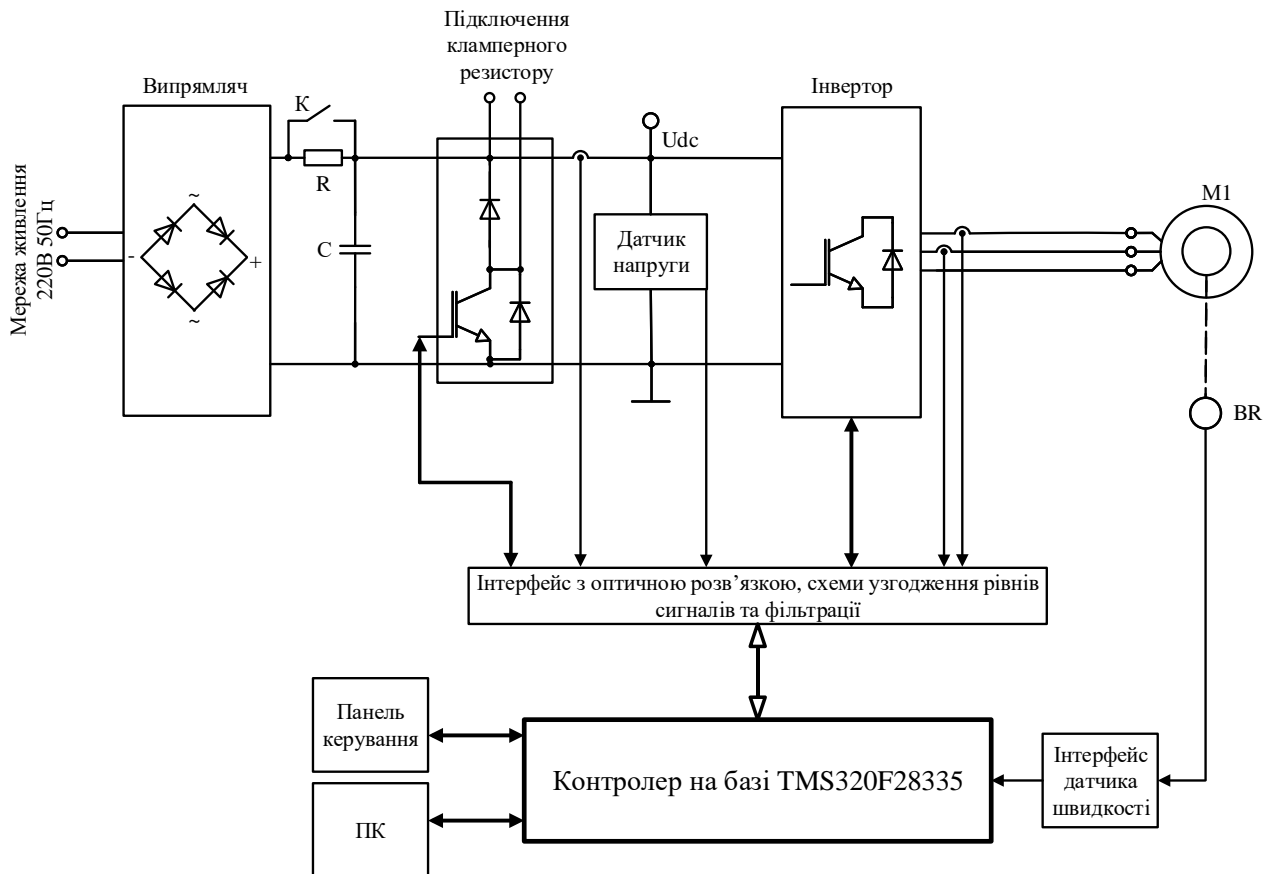 Підключення
клamперного
резистору
Випрямляч
Інвертор
К
Udc
R
M1
Мережа живлення
220В 50Гц
~
Датчик
напруги
C
-
+
~
BR
Інтерфейс з оптичною розв’язкою, схеми узгодження рівнів
сигналів та фільтрації
Панель
керування
Контролер на базі TMS320F28335
Інтерфейс
датчика
швидкості
ПК